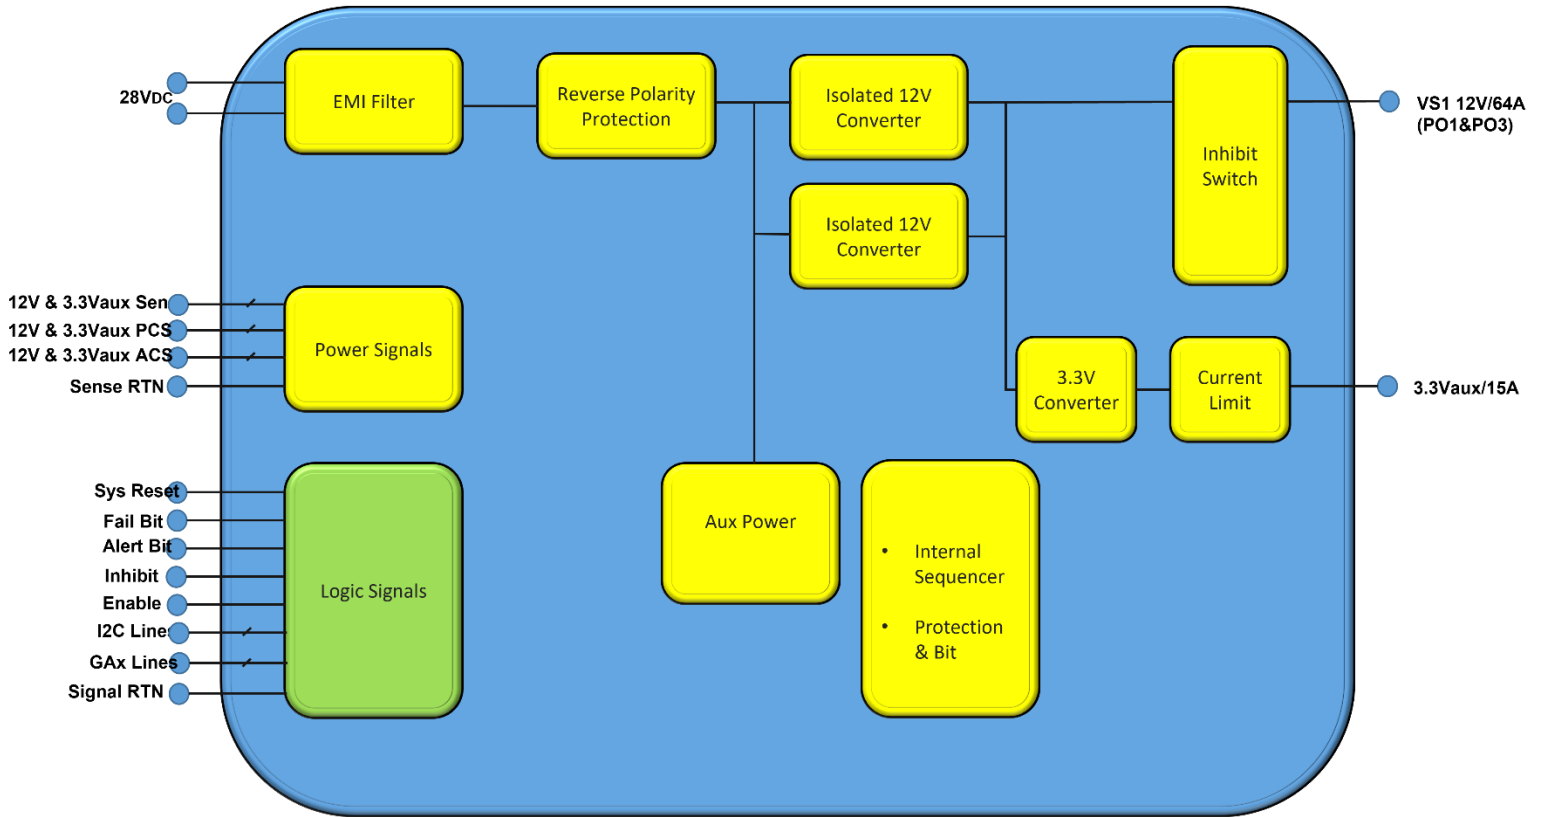 28VDC
EMI Filter
Reverse Polarity
Protection
Isolated 12V
Converter
Isolated 12V
Converter
Inhibit
Switch
VS1 12V/64A
(PO1&PO3)
12V & 3.3Vaux Sen
12V & 3.3Vaux PCS
12V & 3.3Vaux ACS
Sense RTN
Power Signals
3.3V
Converter
Current
Limit
3.3Vaux/15A
Sys Reset
Fail Bit
Alert Bit
Inhibit
Enable
I2C Lines
GAx Lines
Signal RTN
Logic Signals
Aux Power
• Internal
Sequencer
• Protection
& Bit